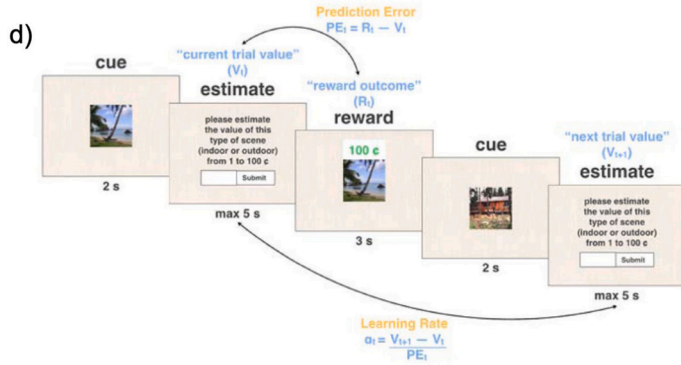 d)
Prediction Error
PEt = Rt − Vt
"current trial value"
(Vt)
"reward outcome"
(Rt)
"next trial value"
(Vt+1)
cue
2 s
estimate
please estimate
the value of this
type of scene
(indoor or outdoor)
from 1 to 100 ¢
Submit
max 5 s
reward
100 ¢
3 s
cue
2 s
estimate
please estimate
the value of this
type of scene
(indoor or outdoor)
from 1 to 100 ¢
Submit
max 5 s
Learning Rate
αt = Vt+1 − Vt
PEt